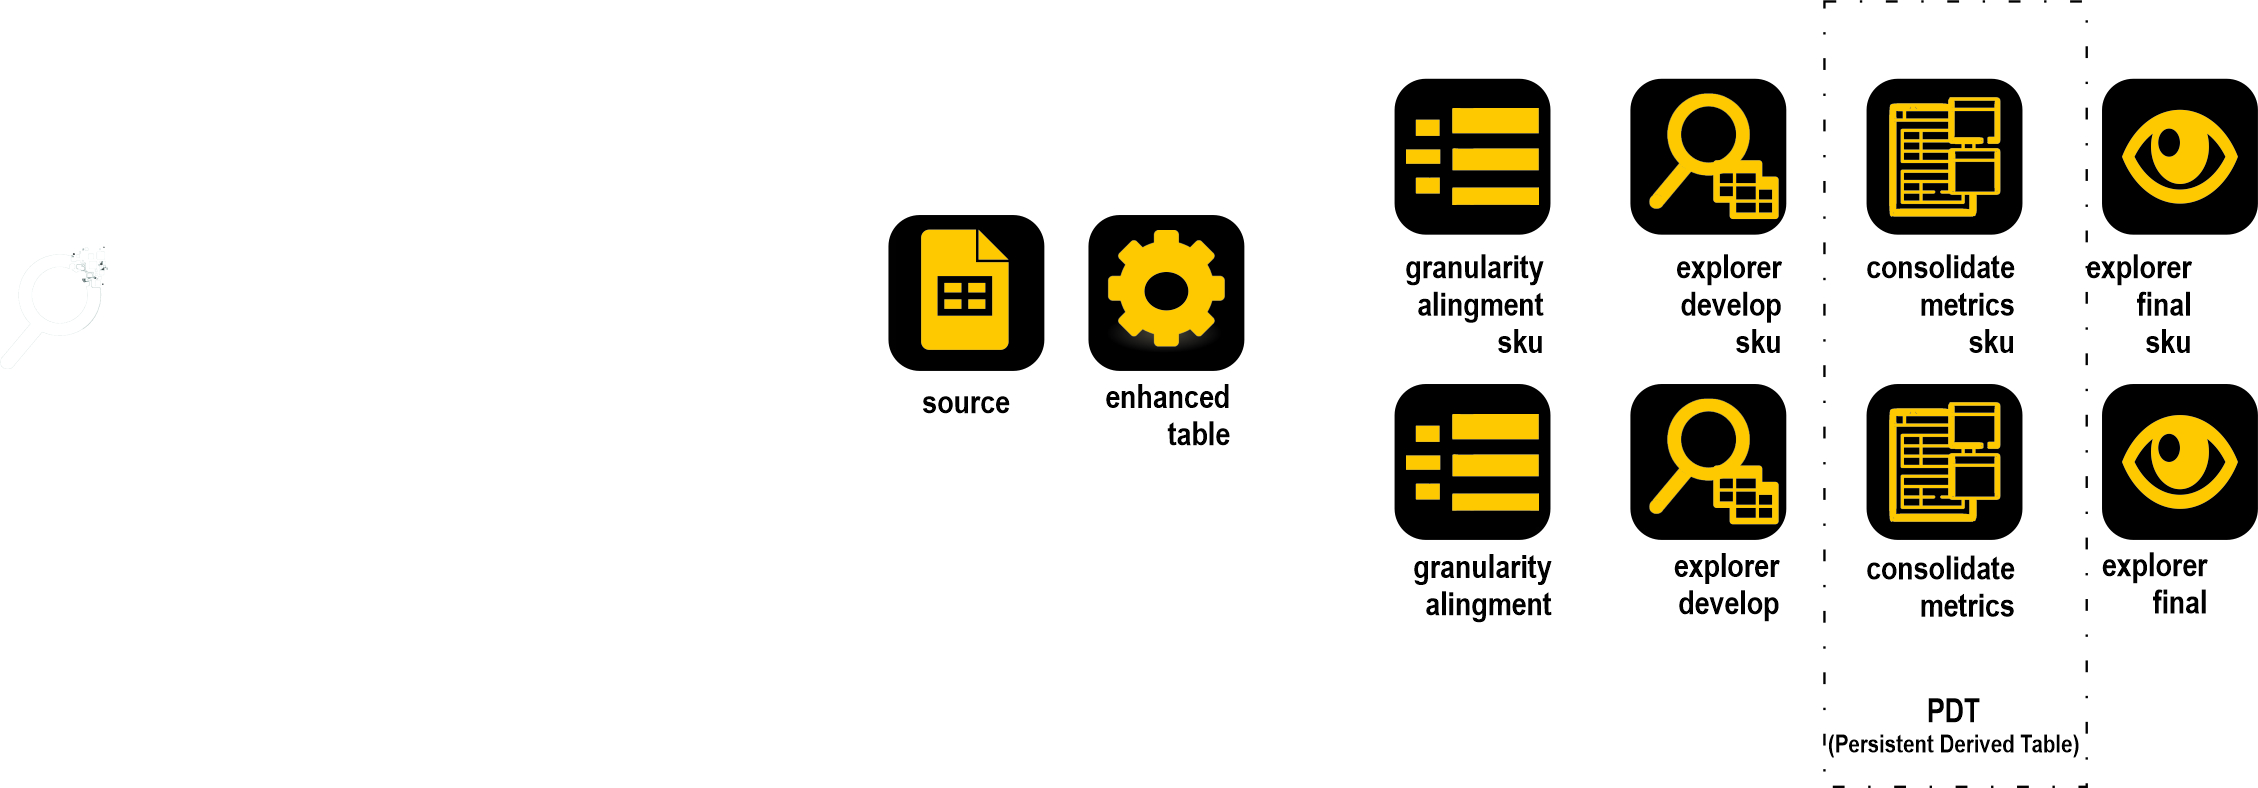 source
enhanced
table
granularity
alingment
sku
explorer
develop
sku
consolidate
metrics
sku
explorer
final
sku
granularity
alingment
explorer
develop
consolidate
metrics
explorer
final
PDT
(Persistent Derived Table)